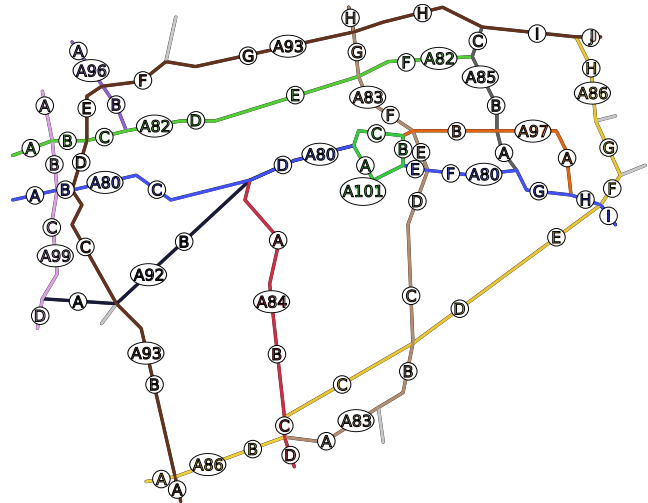 H H
A C I J
G A93 G
A96 F F A82 H
E A85
E A83 A86
A B B
A82 D F
A B C C B A97
B D B E A G
D A80 A A
A B A80 C E F A80 F
A101 D G H
C I
A B E
C
A99 A92
C
A84 D
D A
A93 B
B C B
C A83
B A
A86 D
A A